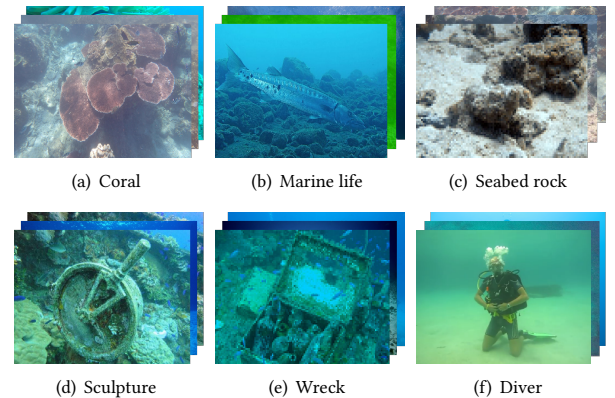 (a) Coral
(b) Marine life
(c) Seabed rock
(d) Sculpture
(e) Wreck
(f) Diver